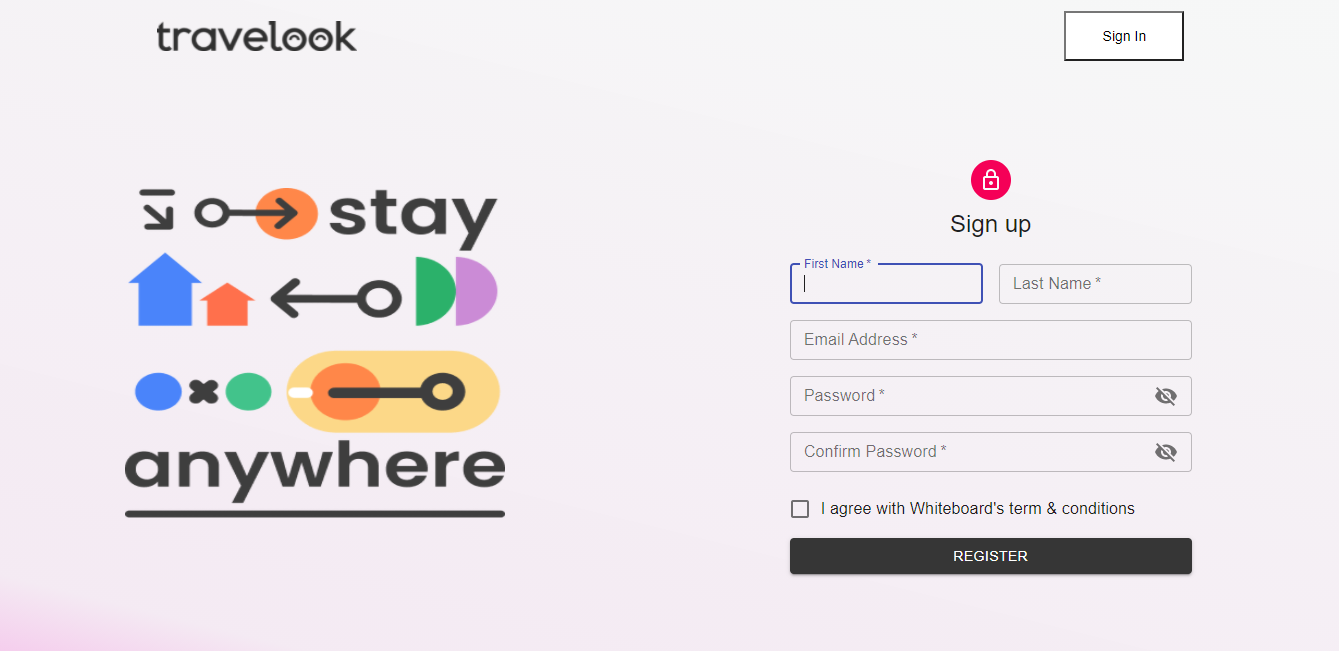 travelook
Sign In
stay
anywhere
Sign up
First Name *
Last Name *
Email Address *
Password *
Confirm Password *
I agree with Whiteboard's term & conditions
REGISTER